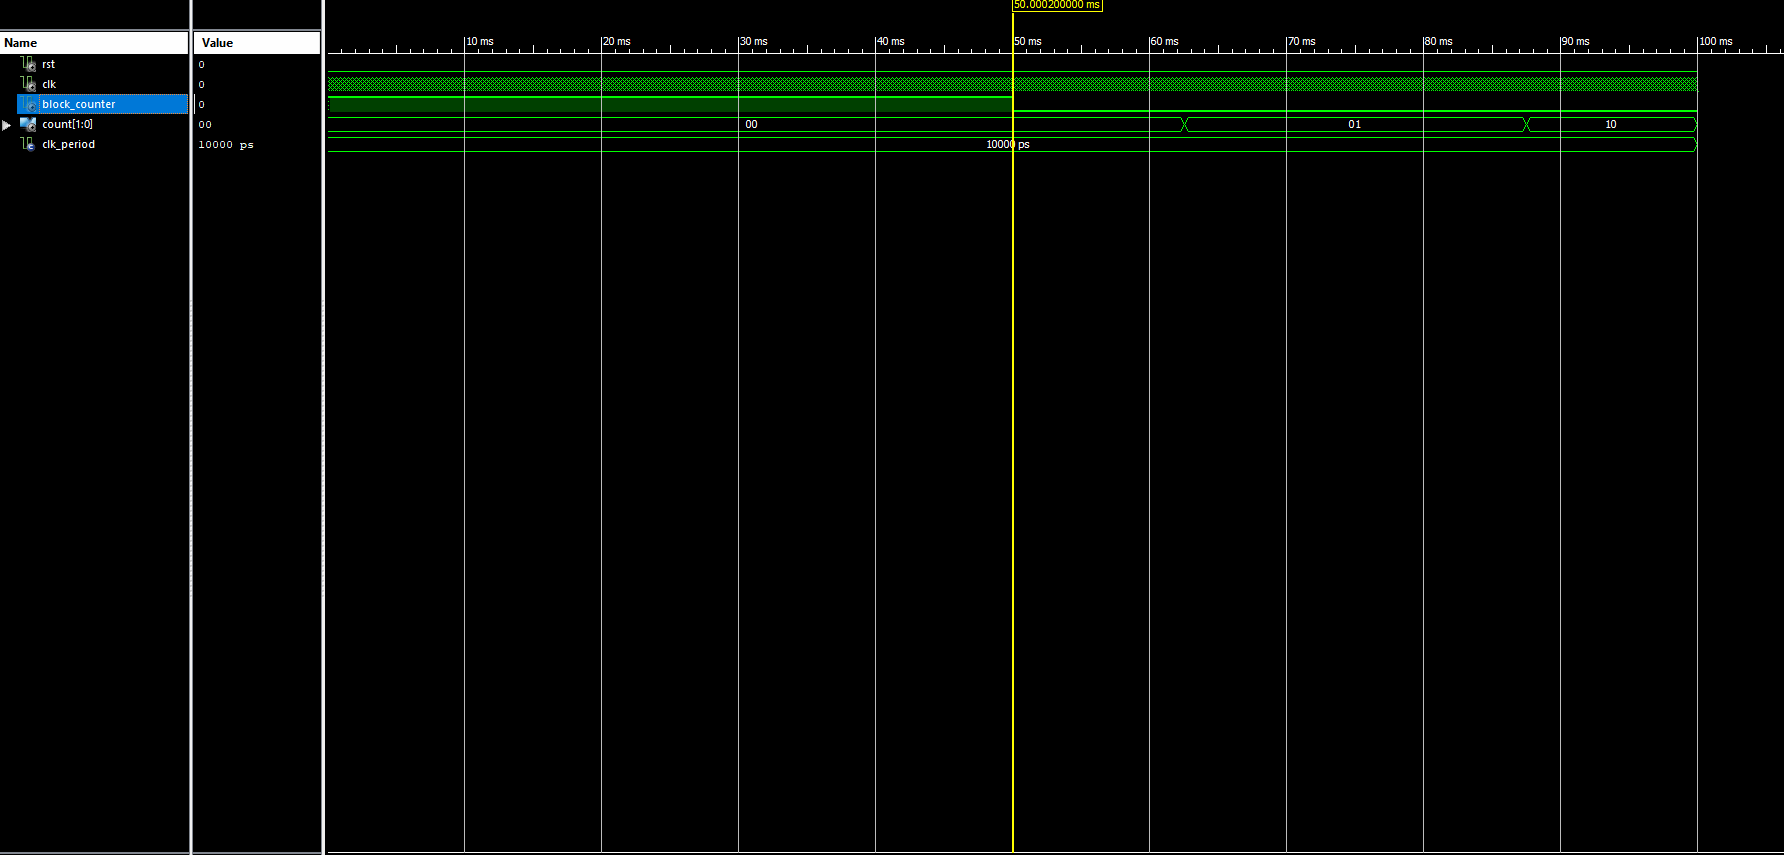 50.000200000 ms
Name Value 10 ms 20 ms 30 ms 40 ms 50 ms 60 ms 70 ms 80 ms 90 ms 100 ms
rst 0
clk 0
block_counter 0
count[1:0] 00 00 01 10
clk_period 10000 ps 10000 ps